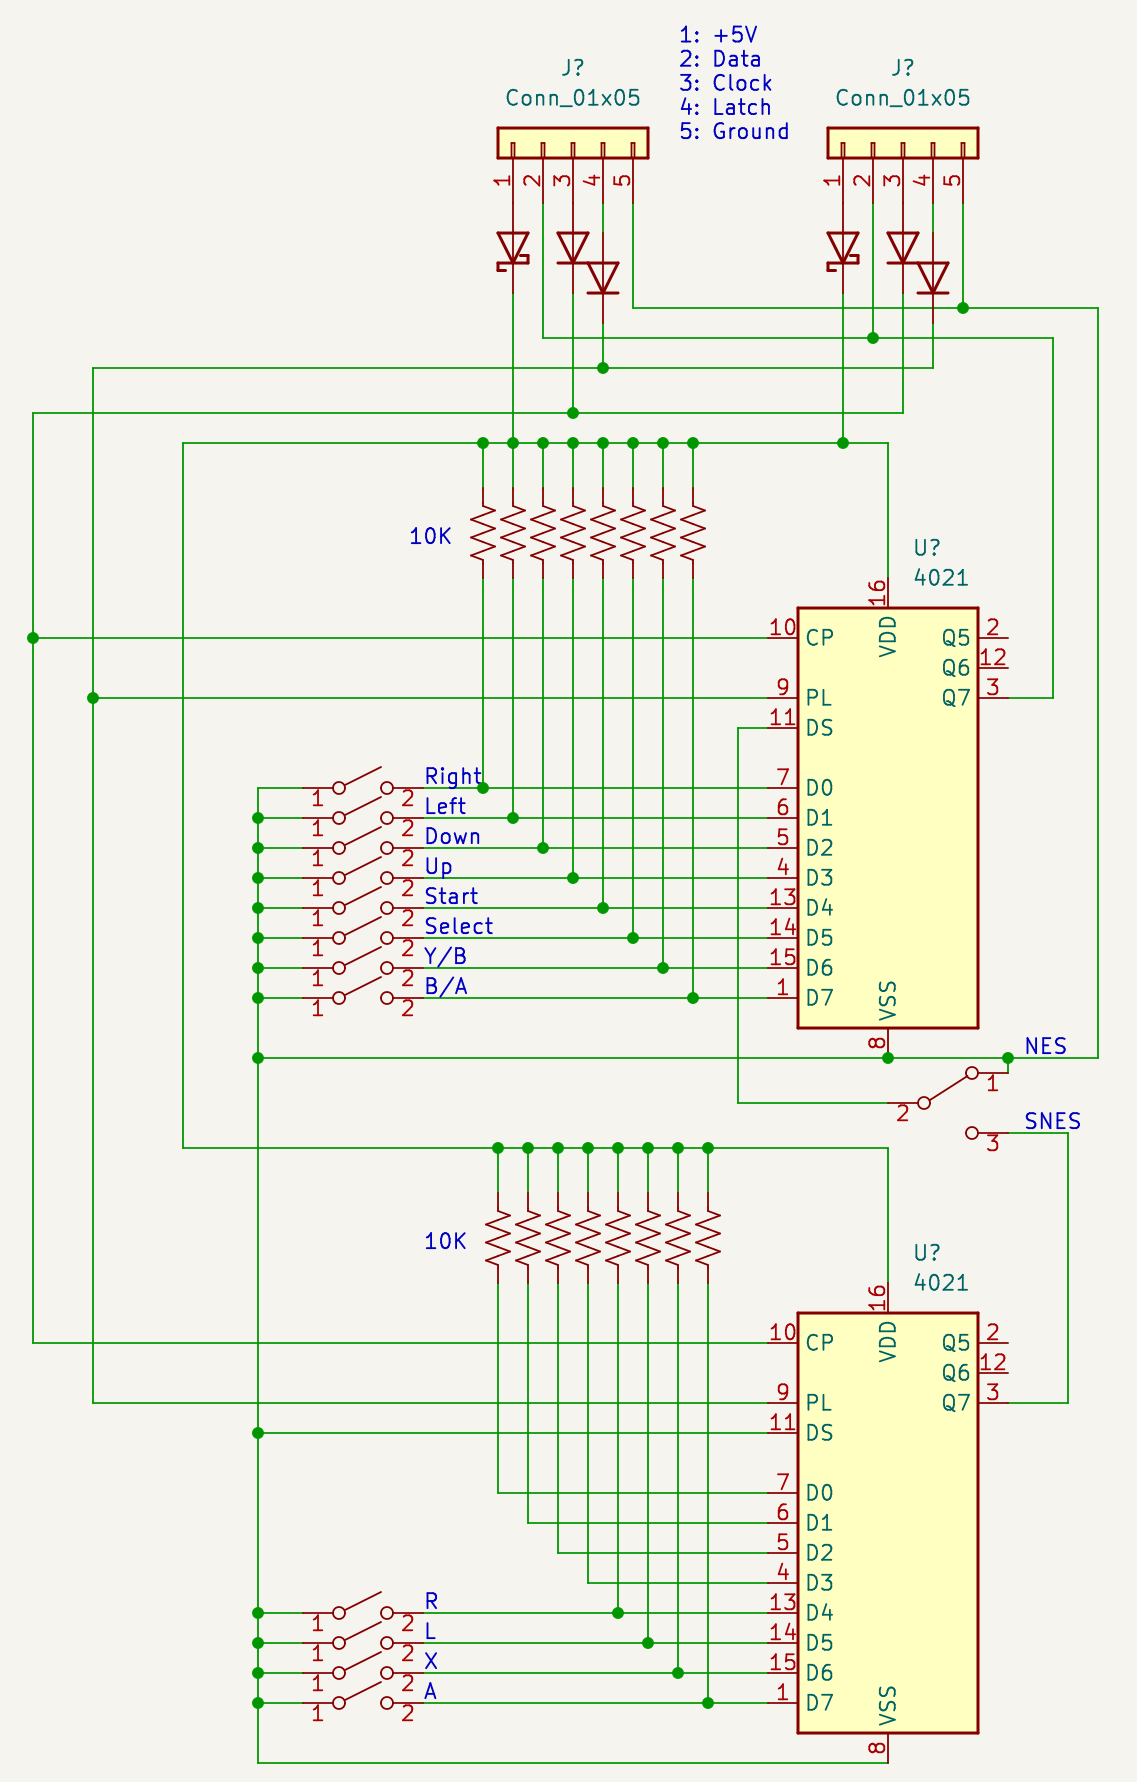 1: +5V
2: Data
3: Clock
4: Latch
5: Ground
J?
Conn_01x05
J?
Conn_01x05
1 2 3 4 5
1 2 3 4 5
10K
U?
4021
16
VDD
10 CP Q5 2
Q6 12
9 PL Q7 3
11 DS
Right
1 2 7 D0
Left
1 2 6 D1
Down
1 2 5 D2
Up
1 2 4 D3
Start
1 2 13 D4
Select
1 2 14 D5
Y/B
1 2 15 D6
B/A
1 2 1 D7
VSS
8
NES
1
2
SNES
3
10K
U?
4021
16
VDD
10 CP Q5 2
Q6 12
9 PL Q7 3
11 DS
7 D0
6 D1
5 D2
4 D3
R
1 2 13 D4
L
1 2 14 D5
X
1 2 15 D6
A
1 2 1 D7
VSS
8